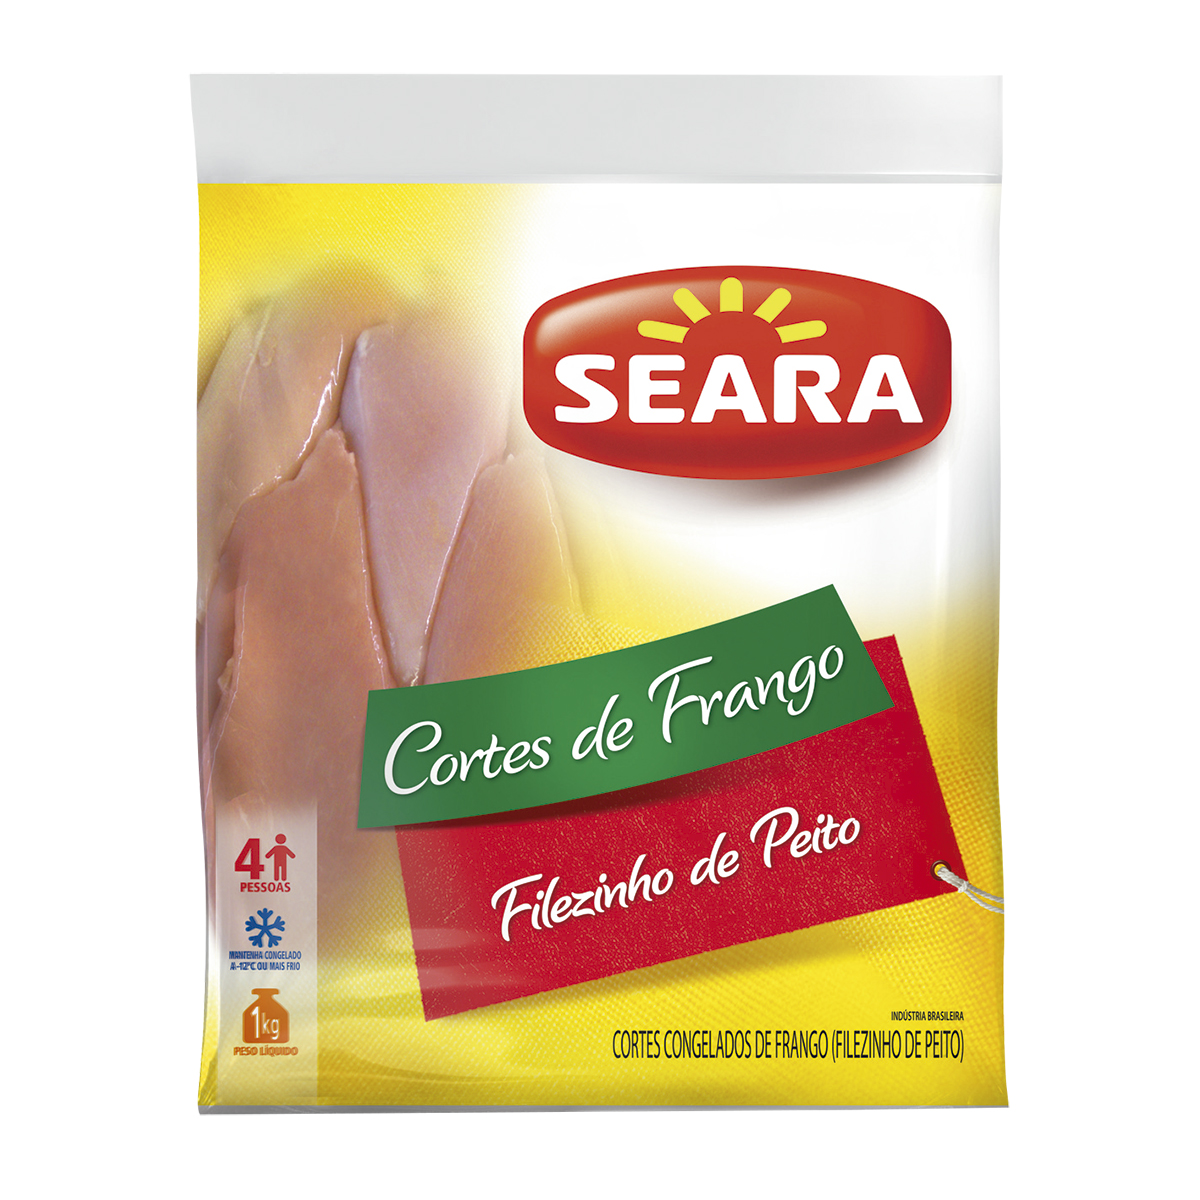 SEARA
Cortes de Frango
Filezinho de Peito
4
PESSOAS
MANTENHA CONGELADO
A -12°C OU MAIS FRIO
1kg
PESO LÍQUIDO
INDÚSTRIA BRASILEIRA
CORTES CONGELADOS DE FRANGO (FILEZINHO DE PEITO)